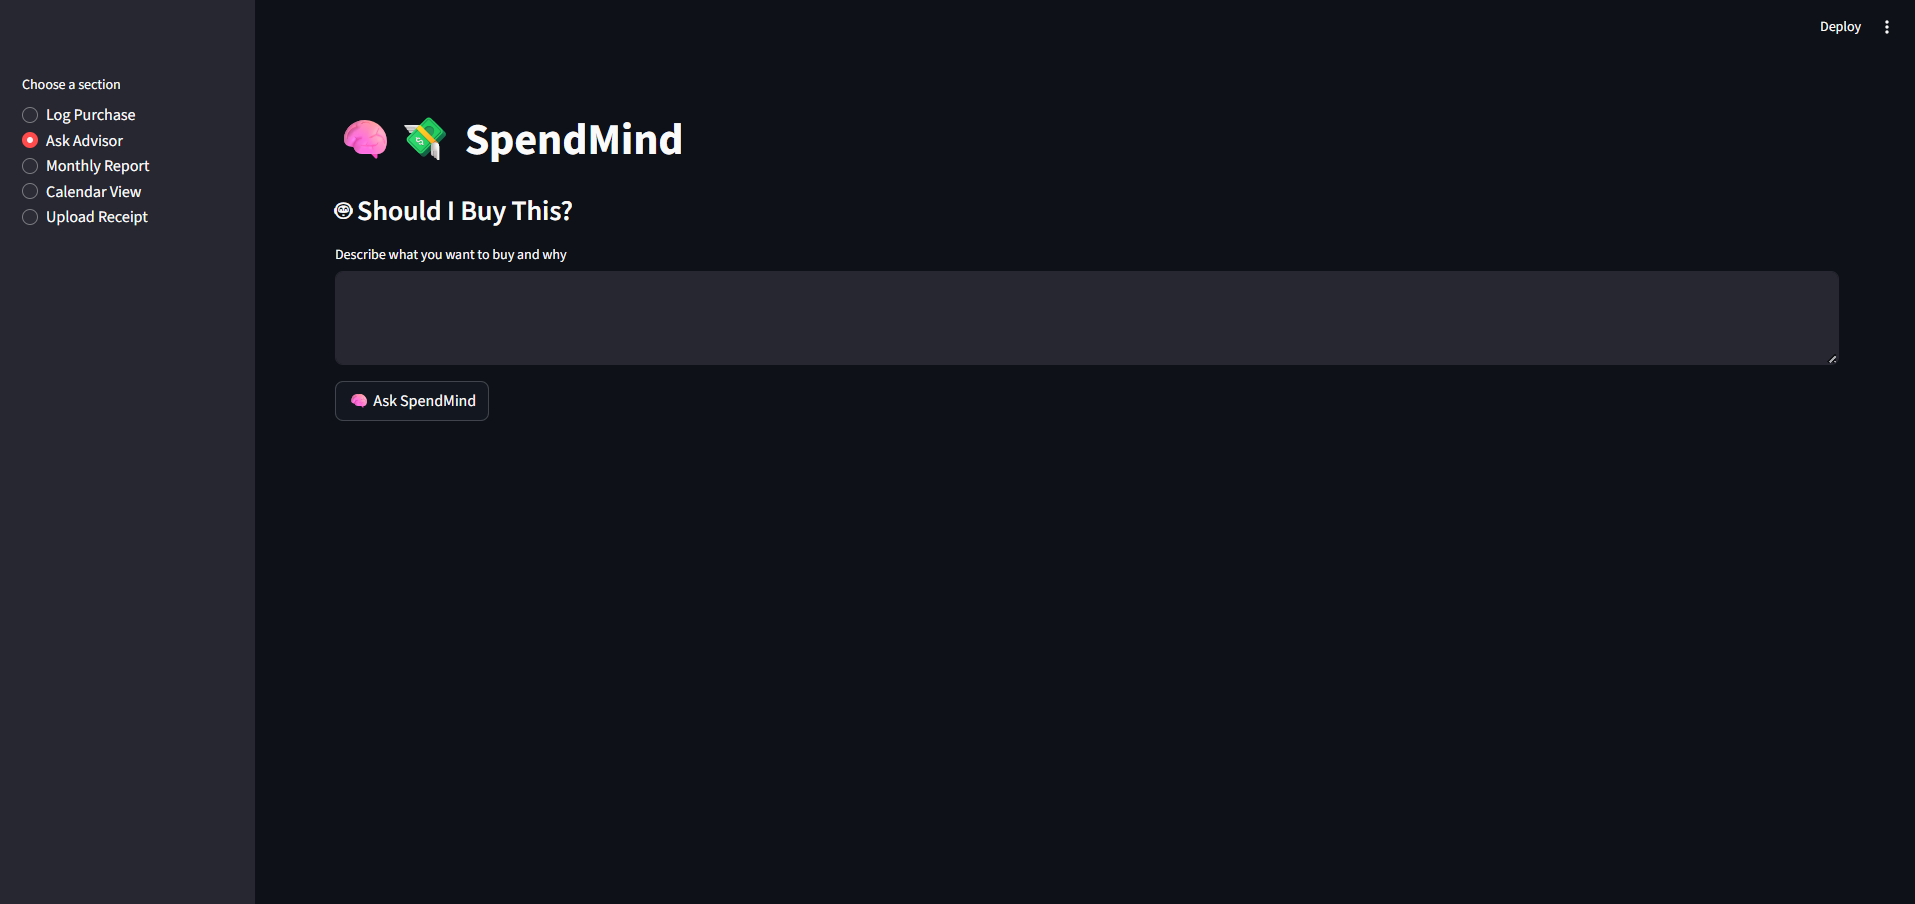 Deploy
Choose a section
Log Purchase
Ask Advisor
Monthly Report
Calendar View
Upload Receipt
SpendMind
Should I Buy This?
Describe what you want to buy and why
Ask SpendMind